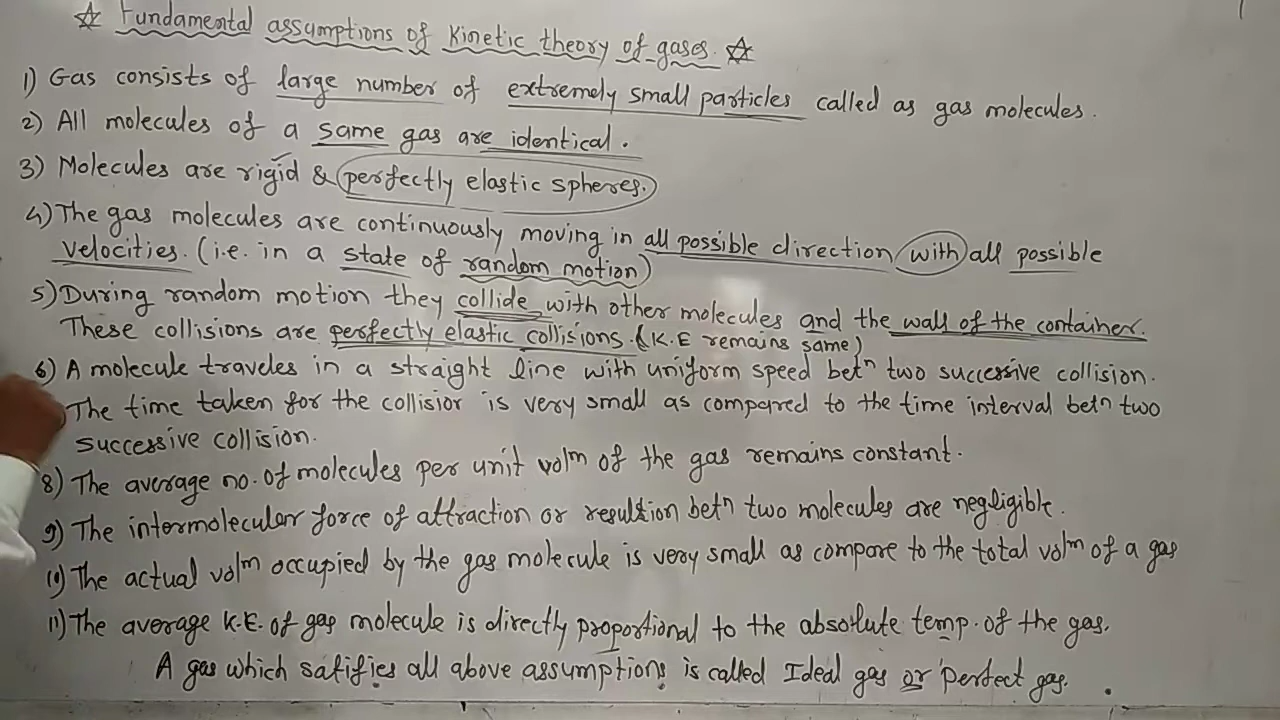 ☆ Fundamental assumptions of Kinetic theory of gases. ☆
1) Gas consists of large number of extremely small particles called as gas molecules.
2) All molecules of a same gas are identical.
3) Molecules are rigid & perfectly elastic spheres.
4) The gas molecules are continuously moving in all possible direction with all possible
velocities. (i.e. in a state of random motion)
5) During random motion they collide with other molecules and the wall of the container.
These collisions are perfectly elastic collisions. (K.E remains same)
6) A molecule traveles in a straight line with uniform speed betn two successive collision.
) The time taken for the collision is very small as compared to the time interval betn two
successive collision.
8) The average no. of molecules per unit volm of the gas remains constant.
9) The intermolecular force of attraction or resultion betn two molecules are negligible.
10) The actual volm occupied by the gas molecule is very small as compare to the total volm of a gas
11) The average K.E. of gas molecule is directly proportional to the absolute temp. of the gas.
A gas which satifies all above assumptions is called Ideal gas or Perfect gas.